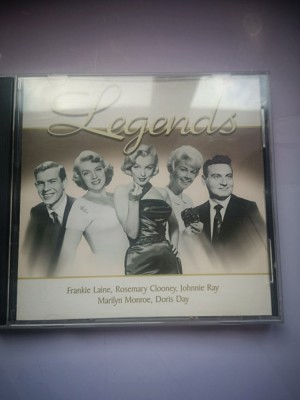 Legends
Frankie Laine, Rosemary Clooney, Johnnie Ray
Marilyn Monroe, Doris Day